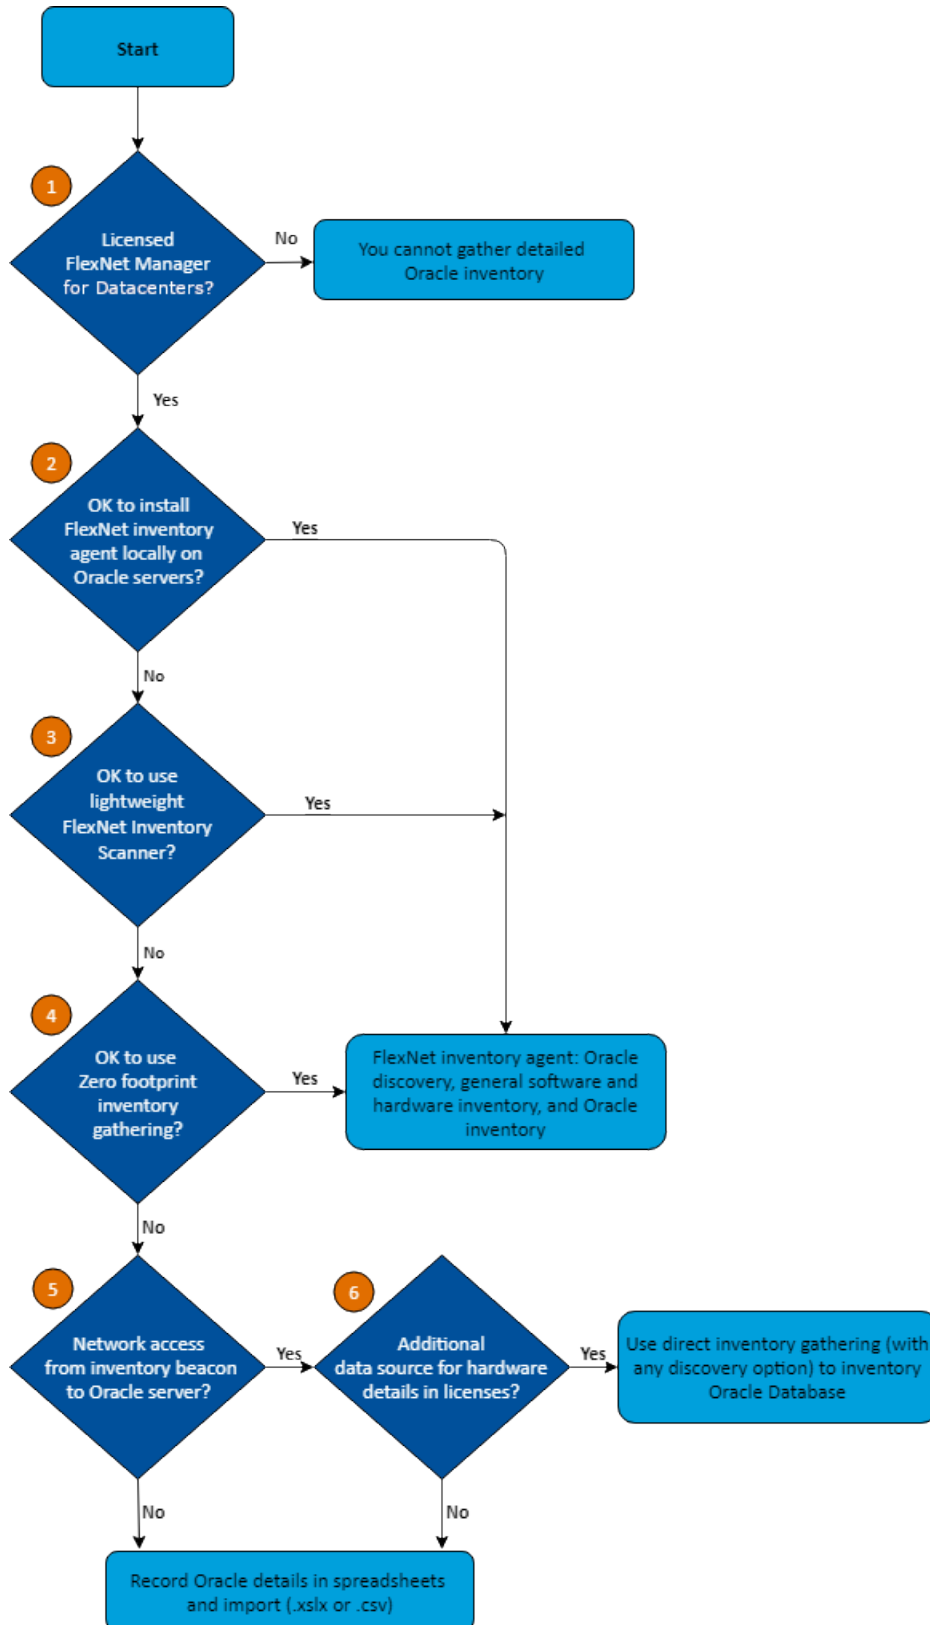 Start
1
Licensed
FlexNet Manager
for Datacenters?
No
You cannot gather detailed
Oracle inventory
Yes
2
OK to install
FlexNet inventory
agent locally on
Oracle servers?
Yes
No
3
OK to use
lightweight
FlexNet Inventory
Scanner?
Yes
No
4
OK to use
Zero footprint
inventory
gathering?
Yes
FlexNet inventory agent: Oracle
discovery, general software and
hardware inventory, and Oracle
inventory
No
5
Network access
from inventory beacon
to Oracle server?
Yes
6
Additional
data source for hardware
details in licenses?
Yes
Use direct inventory gathering (with
any discovery option) to inventory
Oracle Database
No
No
Record Oracle details in spreadsheets
and import (.xslx or .csv)